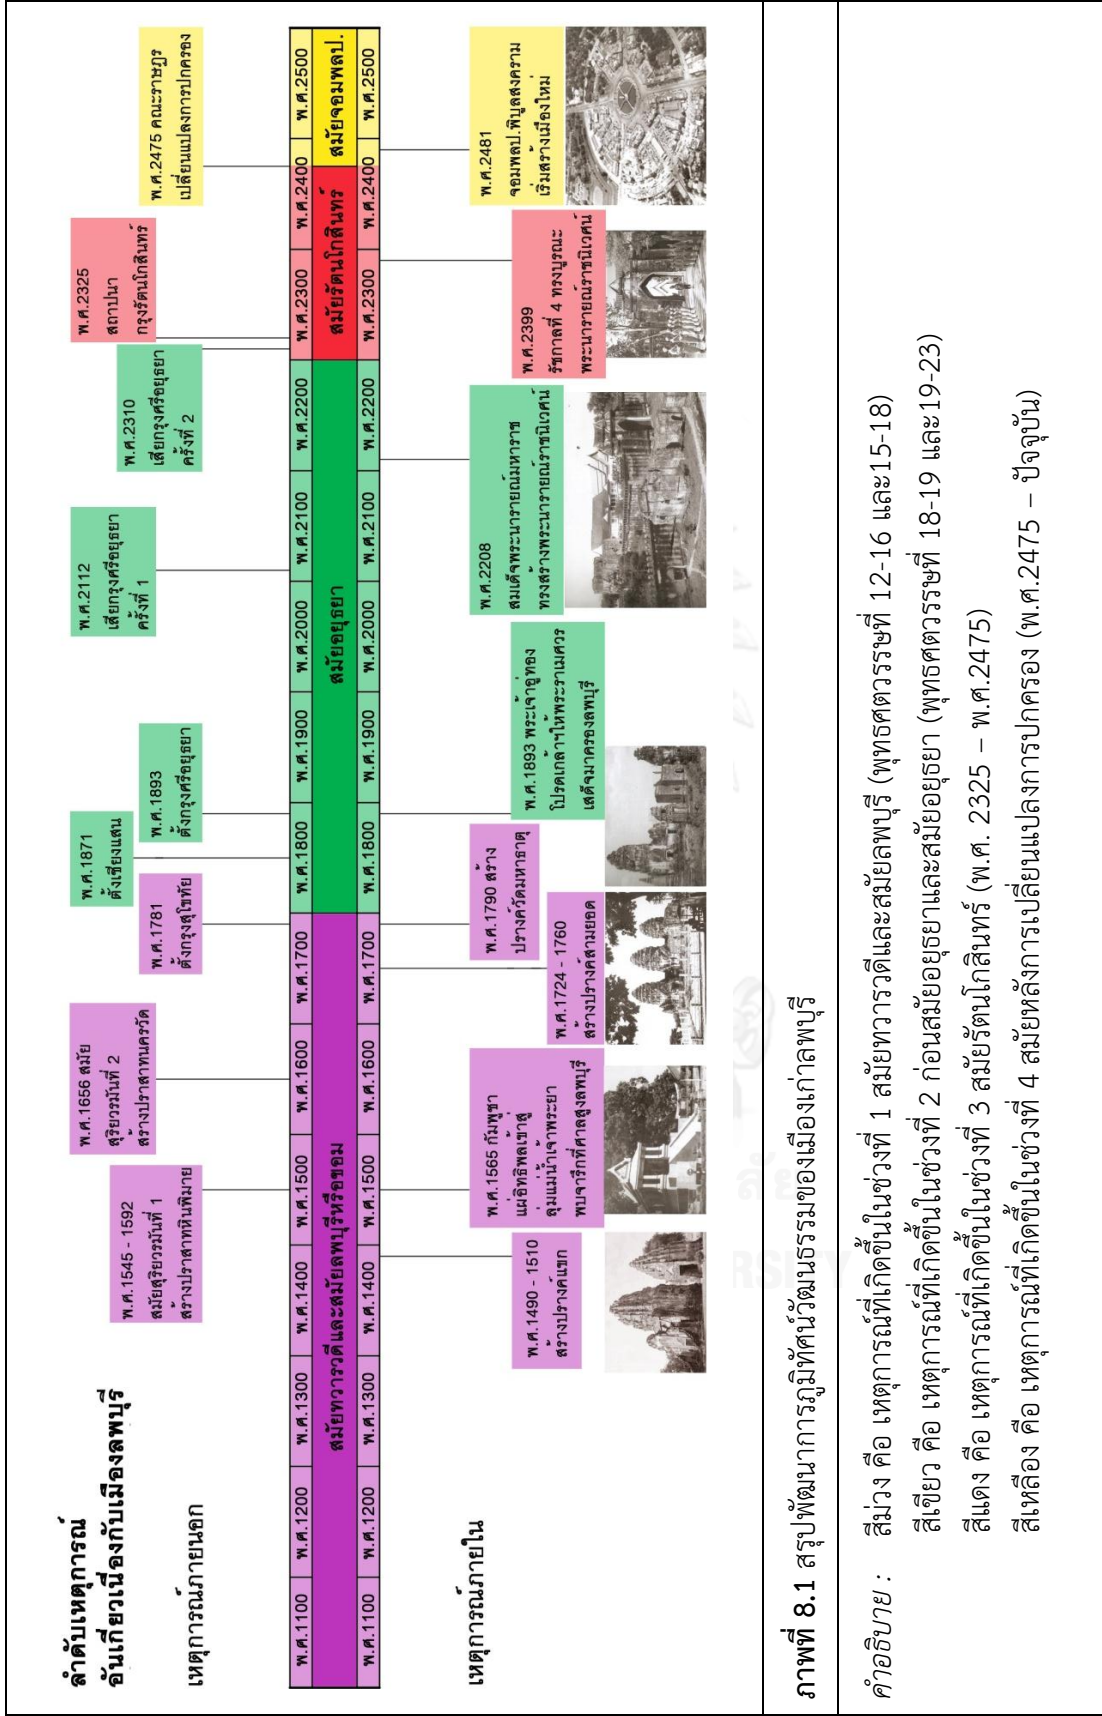 ลำดับเหตุการณ์
อันเกี่ยวเนื่องกับเมืองลพบุรี
เหตุการณ์ภายนอก
พ.ศ.1545 - 1592
สมัยสุริยวรมันที่ 1
สร้างปราสาทหินพิมาย
พ.ศ.1656 สมัย
สุริยวรมันที่ 2
สร้างปราสาทนครวัด
พ.ศ.1781
ตั้งกรุงสุโขทัย
พ.ศ.1871
ตั้งเชียงแสน
พ.ศ.1893
ตั้งกรุงศรีอยุธยา
พ.ศ.2112
เสียกรุงศรีอยุธยา
ครั้งที่ 1
พ.ศ.2310
เสียกรุงศรีอยุธยา
ครั้งที่ 2
พ.ศ.2325
สถาปนา
กรุงรัตนโกสินทร์
พ.ศ.2475 คณะราษฎร
เปลี่ยนแปลงการปกครอง
พ.ศ.1100 พ.ศ.1200 พ.ศ.1300 พ.ศ.1400 พ.ศ.1500 พ.ศ.1600 พ.ศ.1700 พ.ศ.1800 พ.ศ.1900 พ.ศ.2000 พ.ศ.2100 พ.ศ.2200 พ.ศ.2300 พ.ศ.2400 พ.ศ.2500
สมัยทวารวดีและสมัยลพบุรีหรือขอม สมัยอยุธยา สมัยรัตนโกสินทร์ สมัยจอมพลป.
พ.ศ.1100 พ.ศ.1200 พ.ศ.1300 พ.ศ.1400 พ.ศ.1500 พ.ศ.1600 พ.ศ.1700 พ.ศ.1800 พ.ศ.1900 พ.ศ.2000 พ.ศ.2100 พ.ศ.2200 พ.ศ.2300 พ.ศ.2400 พ.ศ.2500
เหตุการณ์ภายใน
พ.ศ.1490 - 1510
สร้างปรางค์แขก
พ.ศ.1565 กัมพูชา
แผ่อิทธิพลเข้าสู่
ลุ่มแม่น้ำเจ้าพระยา
พบจารึกที่ศาลสูงลพบุรี
พ.ศ.1724 - 1760
สร้างปรางค์สามยอด
พ.ศ.1790 สร้าง
ปรางค์วัดมหาธาตุ
พ.ศ.1893 พระเจ้าอู่ทอง
โปรดเกล้าฯให้พระราเมศวร
เสด็จมาครองลพบุรี
พ.ศ.2208
สมเด็จพระนารายณ์มหาราช
ทรงสร้างพระนารายณ์ราชนิเวศน์
พ.ศ.2399
รัชกาลที่ 4 ทรงบูรณะ
พระนารายณ์ราชนิเวศน์
พ.ศ.2481
จอมพลป.พิบูลสงคราม
เริ่มสร้างเมืองใหม่
ภาพที่ 8.1 สรุปพัฒนาการภูมิทัศน์วัฒนธรรมของเมืองเก่าลพบุรี
คำอธิบาย : สีม่วง คือ เหตุการณ์ที่เกิดขึ้นในช่วงที่ 1 สมัยทวารวดีและสมัยลพบุรี (พุทธศตวรรษที่ 12-16 และ15-18)
สีเขียว คือ เหตุการณ์ที่เกิดขึ้นในช่วงที่ 2 ก่อนสมัยอยุธยาและสมัยอยุธยา (พุทธศตวรรษที่ 18-19 และ19-23)
สีแดง คือ เหตุการณ์ที่เกิดขึ้นในช่วงที่ 3 สมัยรัตนโกสินทร์ (พ.ศ. 2325 – พ.ศ.2475)
สีเหลือง คือ เหตุการณ์ที่เกิดขึ้นในช่วงที่ 4 สมัยหลังการเปลี่ยนแปลงการปกครอง (พ.ศ.2475 – ปัจจุบัน)